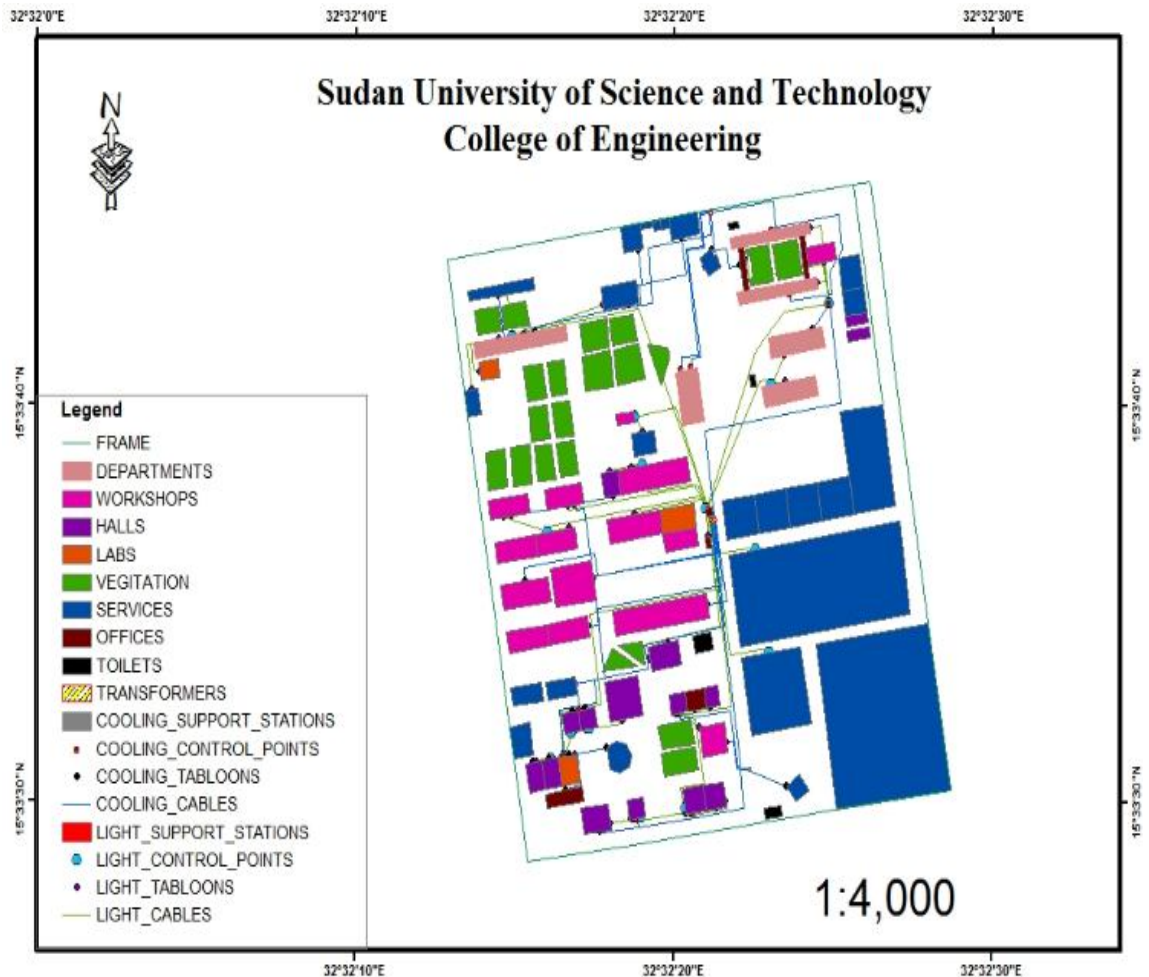 32°32'0"E 32°32'10"E 32°32'20"E 32°32'30"E
N
Sudan University of Science and Technology
College of Engineering
15°33'40"N
15°33'40"N
Legend
FRAME
DEPARTMENTS
WORKSHOPS
HALLS
LABS
VEGITATION
SERVICES
OFFICES
TOILETS
TRANSFORMERS
COOLING_SUPPORT_STATIONS
COOLING_CONTROL_POINTS
COOLING_TABLOONS
COOLING_CABLES
LIGHT_SUPPORT_STATIONS
LIGHT_CONTROL_POINTS
LIGHT_TABLOONS
LIGHT_CABLES
15°33'30"N
15°33'30"N
1:4,000
32°32'10"E 32°32'20"E 32°32'30"E